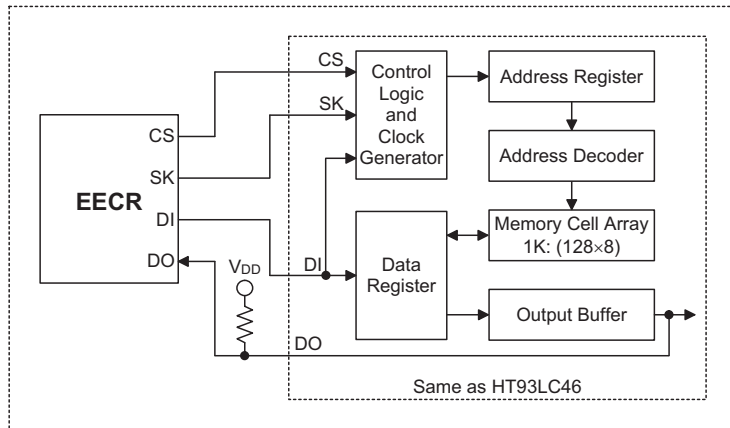 EECR
CS
SK
DI
DO
VDD
CS
SK
DI
DO
Control
Logic
and
Clock
Generator
Address Register
Address Decoder
Memory Cell Array
1K: (128×8)
Data
Register
Output Buffer
Same as HT93LC46